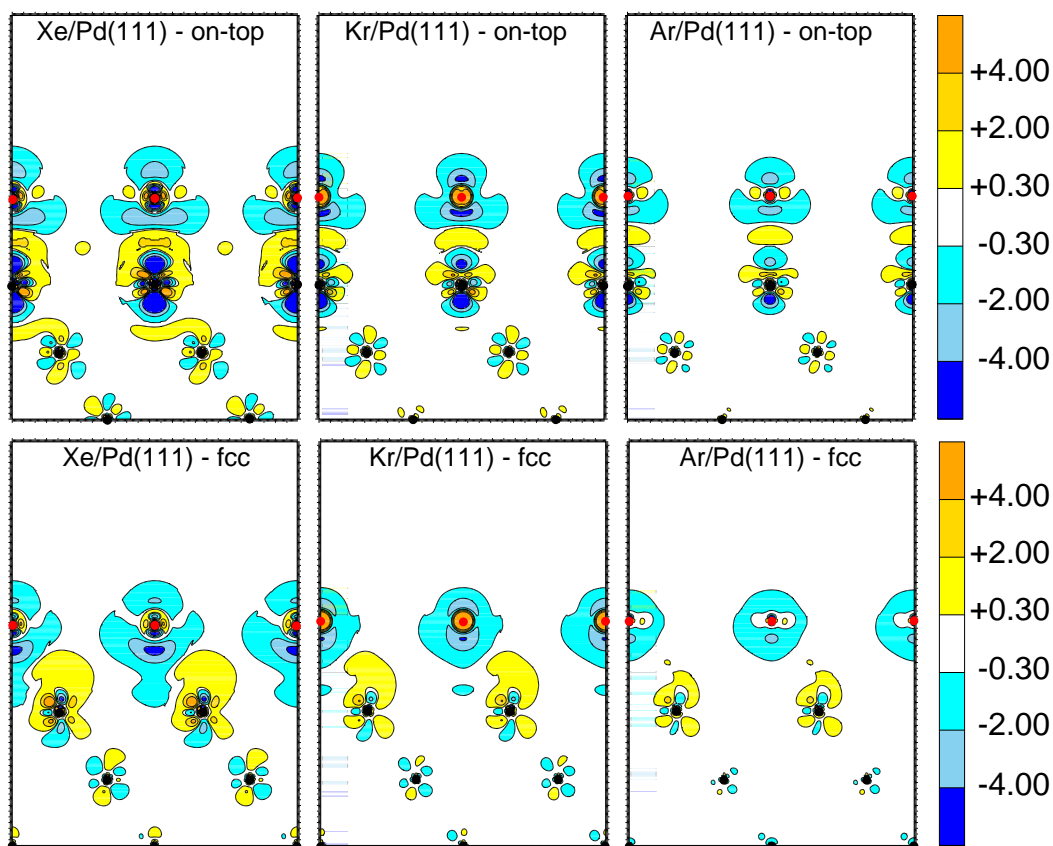 Xe/Pd(111) - on-top
Kr/Pd(111) - on-top
Ar/Pd(111) - on-top
+4.00
+2.00
+0.30
-0.30
-2.00
-4.00
Xe/Pd(111) - fcc
Kr/Pd(111) - fcc
Ar/Pd(111) - fcc
+4.00
+2.00
+0.30
-0.30
-2.00
-4.00